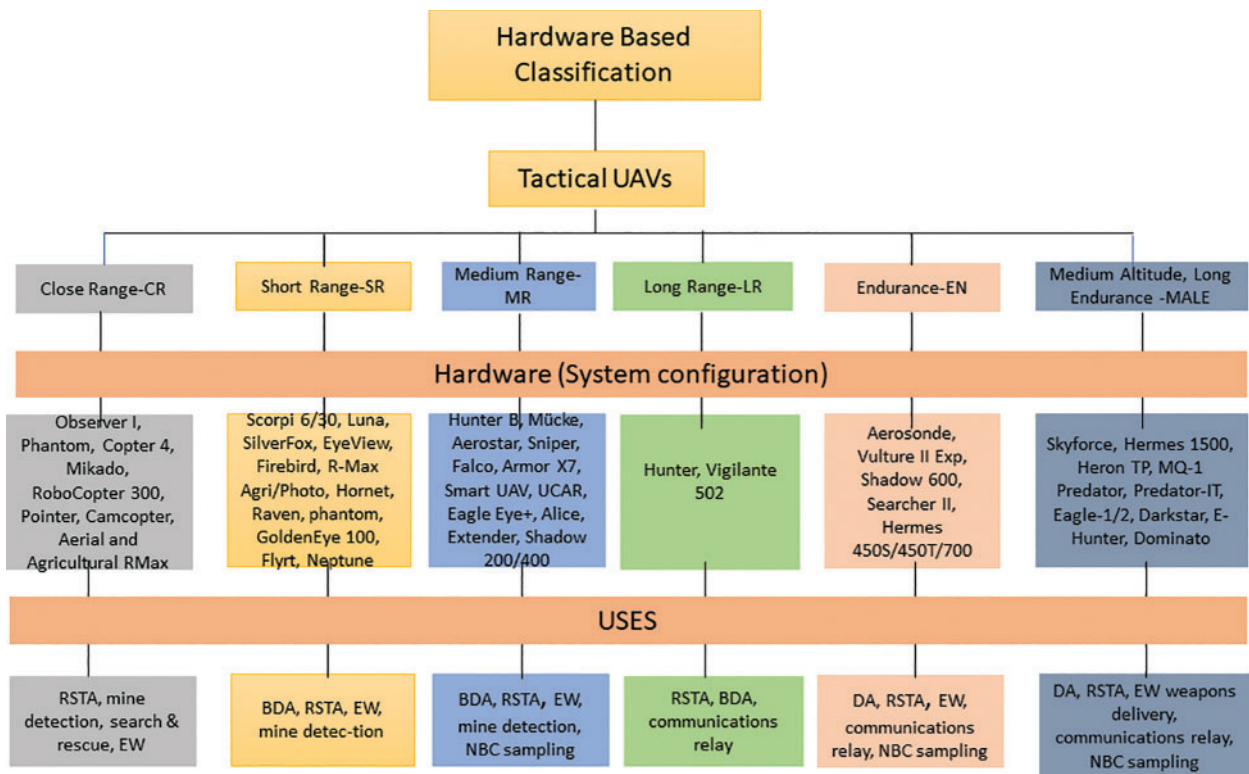 Hardware Based
Classification
Tactical UAVs
Close Range-CR
Short Range-SR
Medium Range-
MR
Long Range-LR
Endurance-EN
Medium Altitude, Long
Endurance -MALE
Hardware (System configuration)
Observer I,
Phantom, Copter 4,
Mikado,
RoboCopter 300,
Pointer, Camcopter,
Aerial and
Agricultural RMax
Scorpi 6/30, Luna,
SilverFox, EyeView,
Firebird, R-Max
Agri/Photo, Hornet,
Raven, phantom,
GoldenEye 100,
Flyrt, Neptune
Hunter B, Mücke,
Aerostar, Sniper,
Falco, Armor X7,
Smart UAV, UCAR,
Eagle Eye+, Alice,
Extender, Shadow
200/400
Hunter, Vigilante
502
Aerosonde,
Vulture II Exp,
Shadow 600,
Searcher II,
Hermes
450S/450T/700
Skyforce, Hermes 1500,
Heron TP, MQ-1
Predator, Predator-IT,
Eagle-1/2, Darkstar, E-
Hunter, Dominato
USES
RSTA, mine
detection, search &
rescue, EW
BDA, RSTA, EW,
mine detec-tion
BDA, RSTA, EW,
mine detection,
NBC sampling
RSTA, BDA,
communications
relay
DA, RSTA, EW,
communications
relay, NBC sampling
DA, RSTA, EW weapons
delivery,
communications relay,
NBC sampling